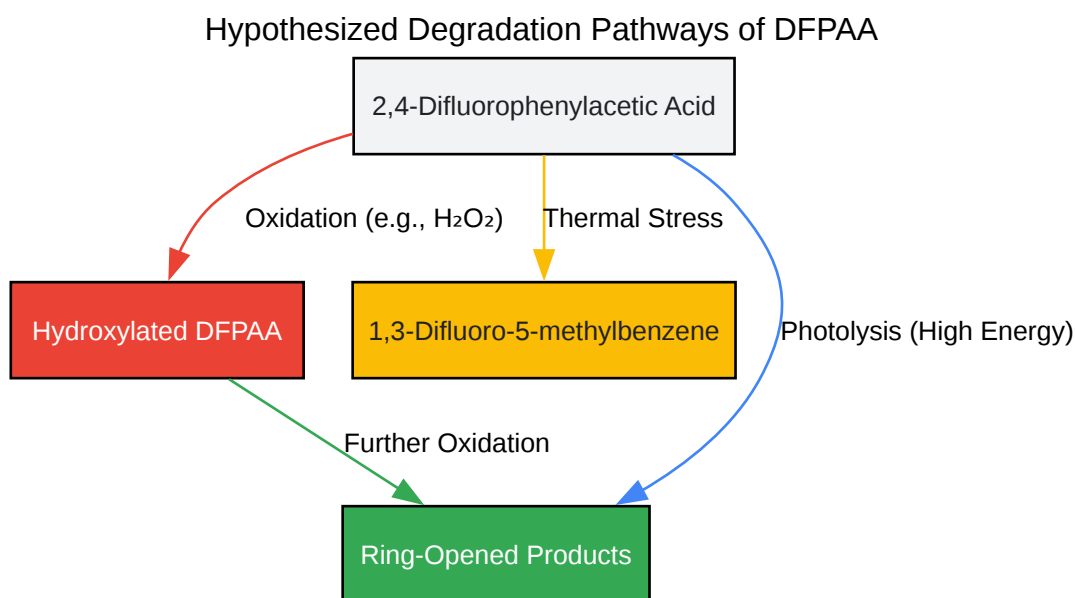 Hypothesized Degradation Pathways of DFPAA
2,4-Difluorophenylacetic Acid
Oxidation (e.g., H₂O₂)
Thermal Stress
Hydroxylated DFPAA
1,3-Difluoro-5-methylbenzene
Photolysis (High Energy)
Further Oxidation
Ring-Opened Products